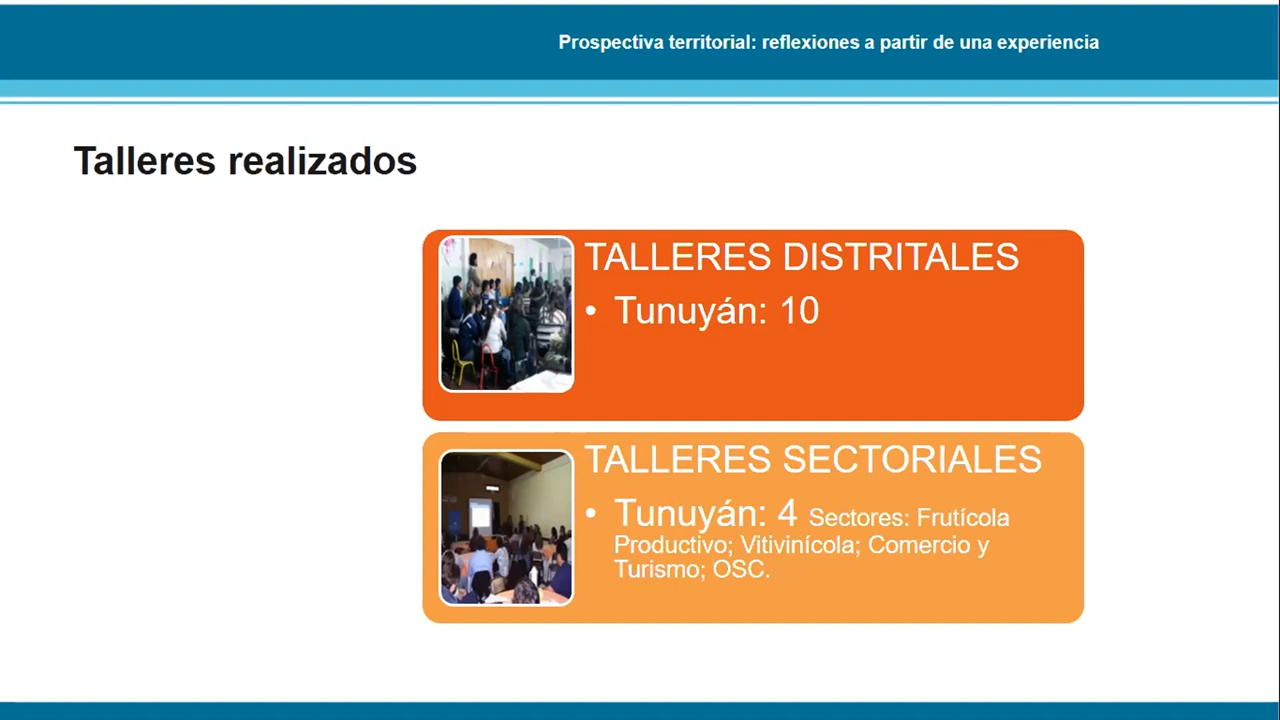 Prospectiva territorial: reflexiones a partir de una experiencia
Talleres realizados
TALLERES DISTRITALES
• Tunuyán: 10
TALLERES SECTORIALES
• Tunuyán: 4 Sectores: Frutícola
Productivo; Vitivinícola; Comercio y
Turismo; OSC.